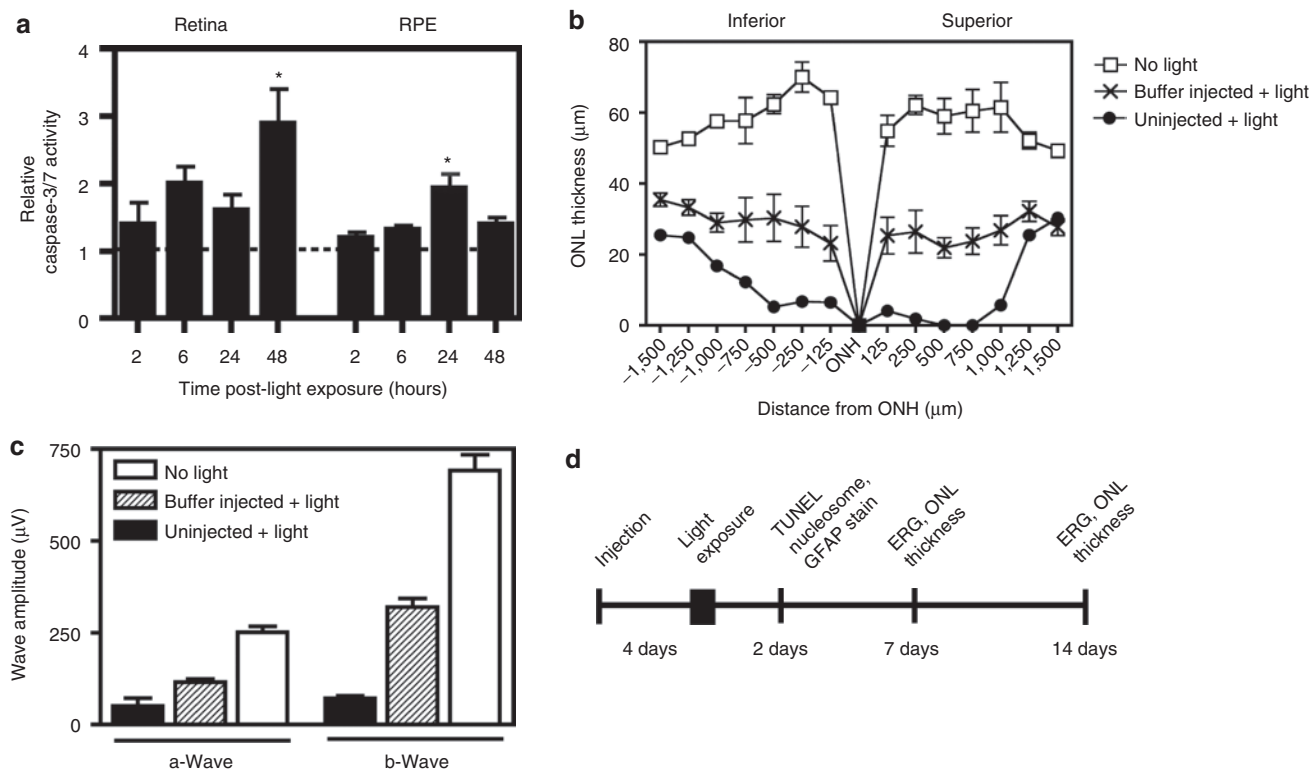 a
Retina
RPE
4
3
2
1
0
*
*
Relative
caspase-3/7 activity
2
6
24
48
2
6
24
48
Time post-light exposure (hours)
b
Inferior
Superior
80
60
40
20
0
ONL thickness (μm)
–1,500
–1,250
–1,000
–750
–500
–250
–125
ONH
125
250
500
750
1,000
1,250
1,500
Distance from ONH (μm)
No light
Buffer injected + light
Uninjected + light
c
750
500
250
0
Wave amplitude (μV)
No light
Buffer injected + light
Uninjected + light
a-Wave
b-Wave
d
Injection
Light
exposure
TUNEL
nucleosome,
GFAP stain
ERG, ONL
thickness
ERG, ONL
thickness
4 days
2 days
7 days
14 days